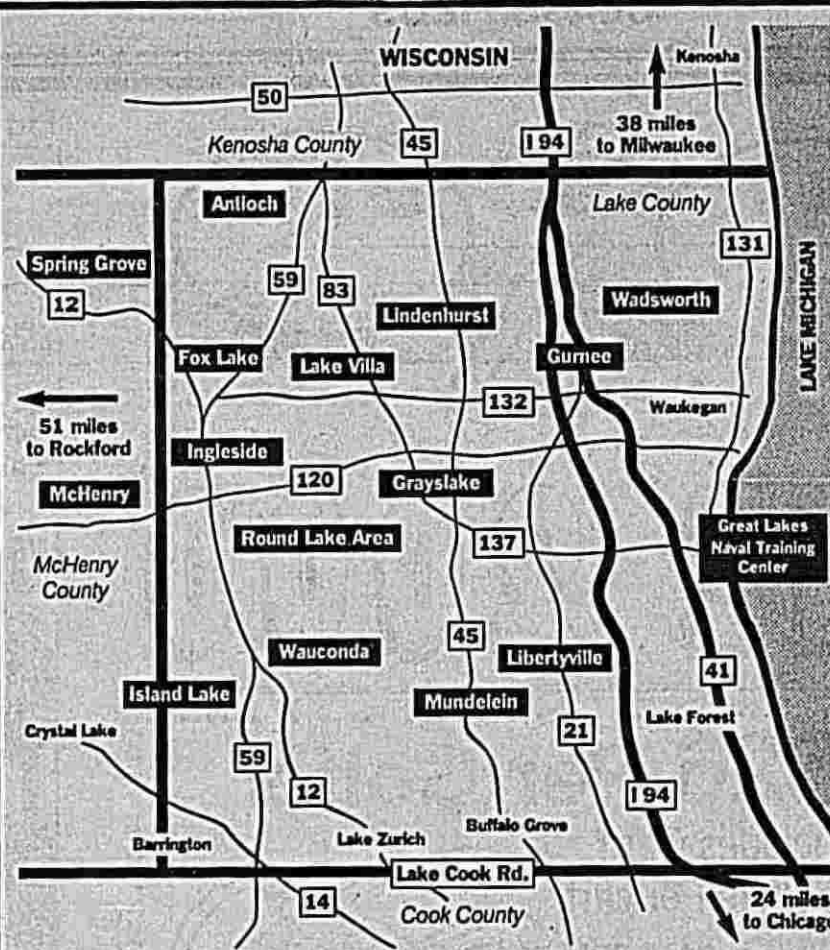 WISCONSIN
Kenosha
50
38 miles
to Milwaukee
Kenosha County
45
I 94
Antioch
Lake County
131
Spring Grove
12
59
83
Lindenhurst
Wadsworth
LAKE MICHIGAN
Fox Lake
Lake Villa
Gurnee
132
Waukegan
51 miles
to Rockford
Ingleside
120
Grayslake
McHenry
Round Lake Area
137
Great Lakes
Naval Training
Center
McHenry
County
45
Wauconda
Libertyville
41
Island Lake
Mundelein
Lake Forest
Crystal Lake
21
59
12
I 94
Buffalo Grove
Barrington
Lake Zurich
Lake Cook Rd.
14
Cook County
24 miles
to Chicag